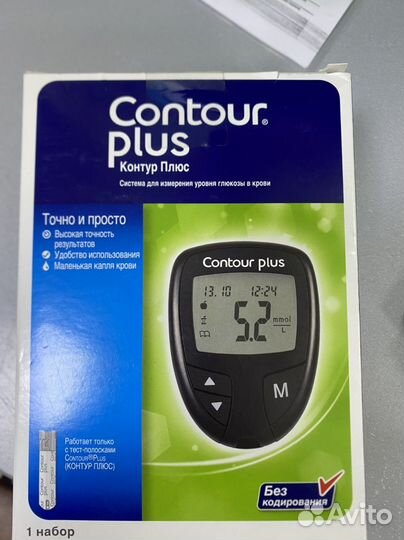 Contour®
plus
Контур Плюс
Система для измерения уровня глюкозы в крови
Точно и просто
Высокая точность
результатов
Удобство использования
Маленькая капля крови
Contour plus
13.10 12:24
5.2 mmol
L
M
Работает только
с тест-полосками
CONTOUR®PLUS
(КОНТУР ПЛЮС)
Без
кодирования
1 набор
Avito